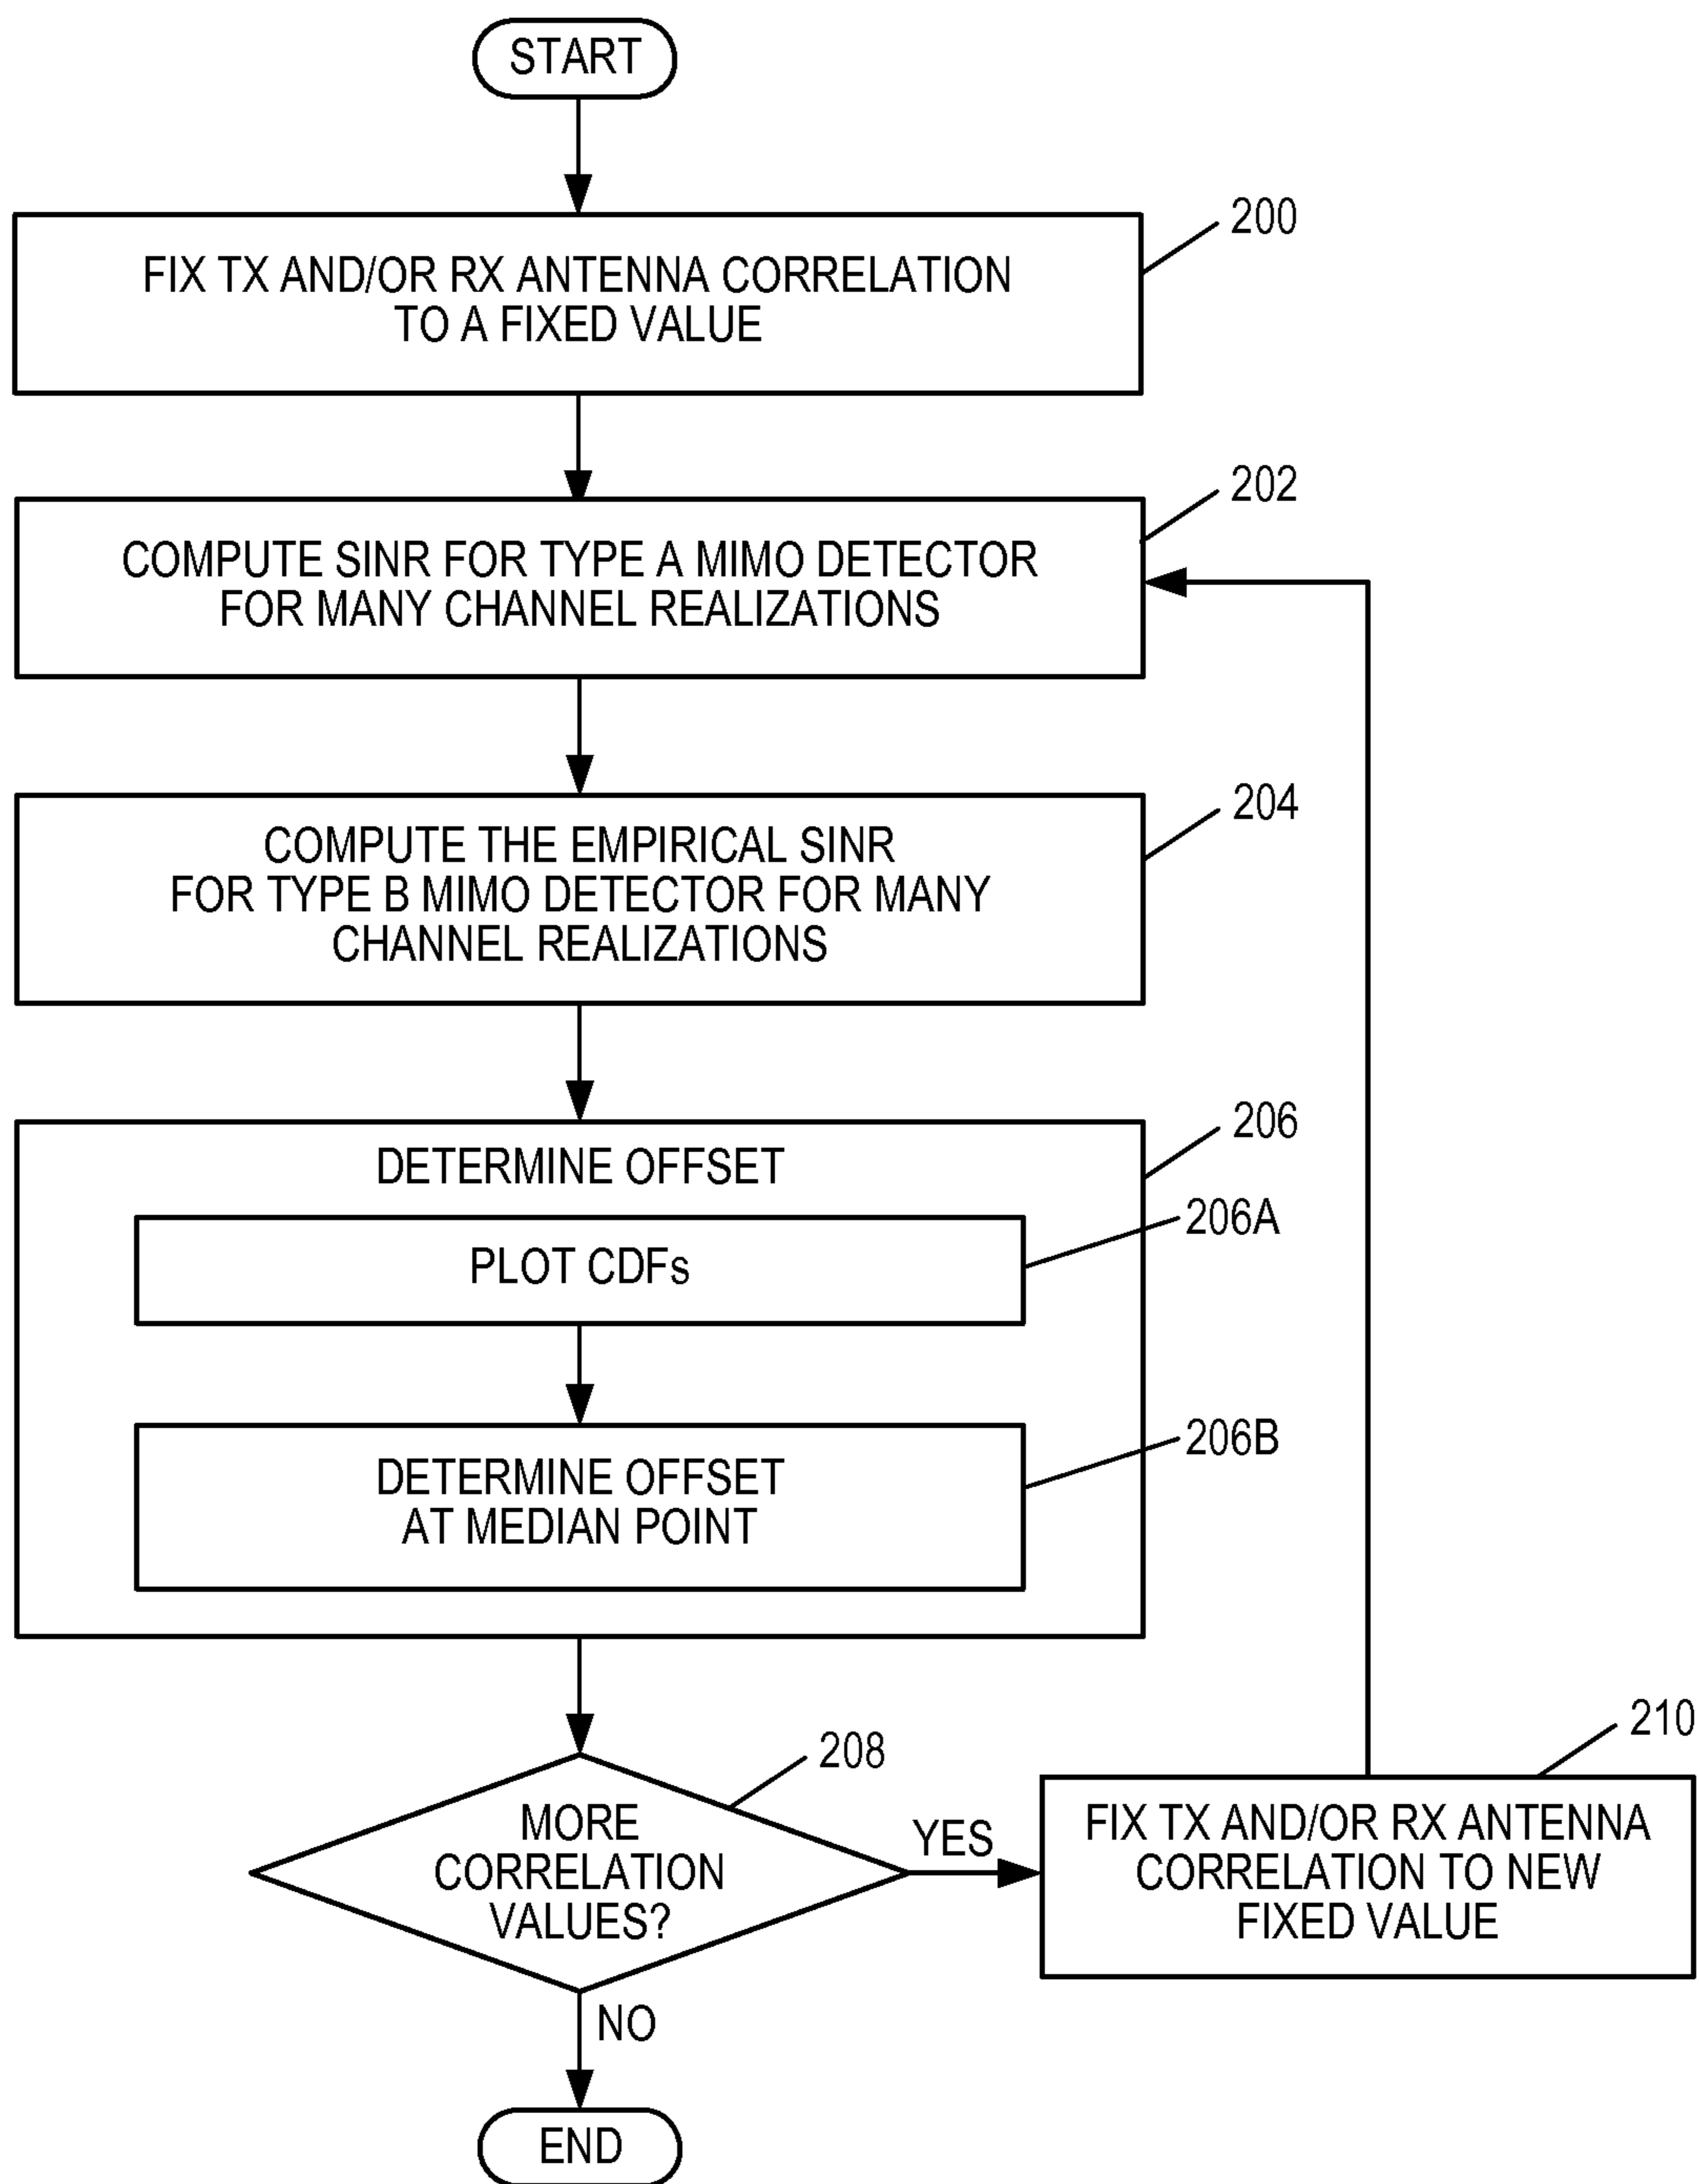 START
200
FIX TX AND/OR RX ANTENNA CORRELATION
TO A FIXED VALUE
202
COMPUTE SINR FOR TYPE A MIMO DETECTOR
FOR MANY CHANNEL REALIZATIONS
204
COMPUTE THE EMPIRICAL SINR
FOR TYPE B MIMO DETECTOR FOR MANY
CHANNEL REALIZATIONS
206
DETERMINE OFFSET
206A
PLOT CDFs
206B
DETERMINE OFFSET
AT MEDIAN POINT
208
MORE
CORRELATION
VALUES?
YES
210
FIX TX AND/OR RX ANTENNA
CORRELATION TO NEW
FIXED VALUE
NO
END